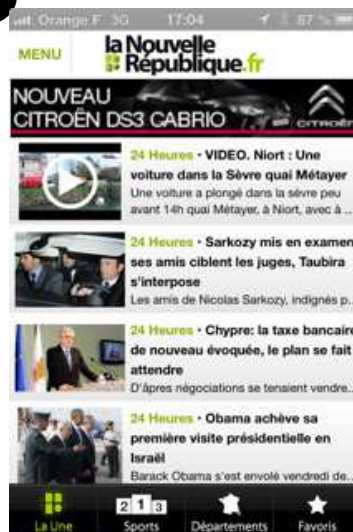 Orange F 3G 17:04 87 %
MENU
la Nouvelle
République.fr
NOUVEAU
CITROËN DS3 CABRIO
CITROËN
24 Heures • VIDEO. Niort : Une
voiture dans la Sèvre quai Métayer
Une voiture a plongé dans la sèvre peu
avant 14h quai Métayer, à Niort, avec à ...
24 Heures • Sarkozy mis en examen
ses amis ciblent les juges, Taubira
s'interpose
Les amis de Nicolas Sarkozy, indignés p..
24 Heures • Chypre: la taxe bancaire
de nouveau évoquée, le plan se fait
attendre
D'âpres négociations se tenaient vendre..
24 Heures • Obama achève sa
première visite présidentielle en
Israël
Barack Obama s'est envolé vendredi de..
2 1 3
La Une Sports Départements Favoris